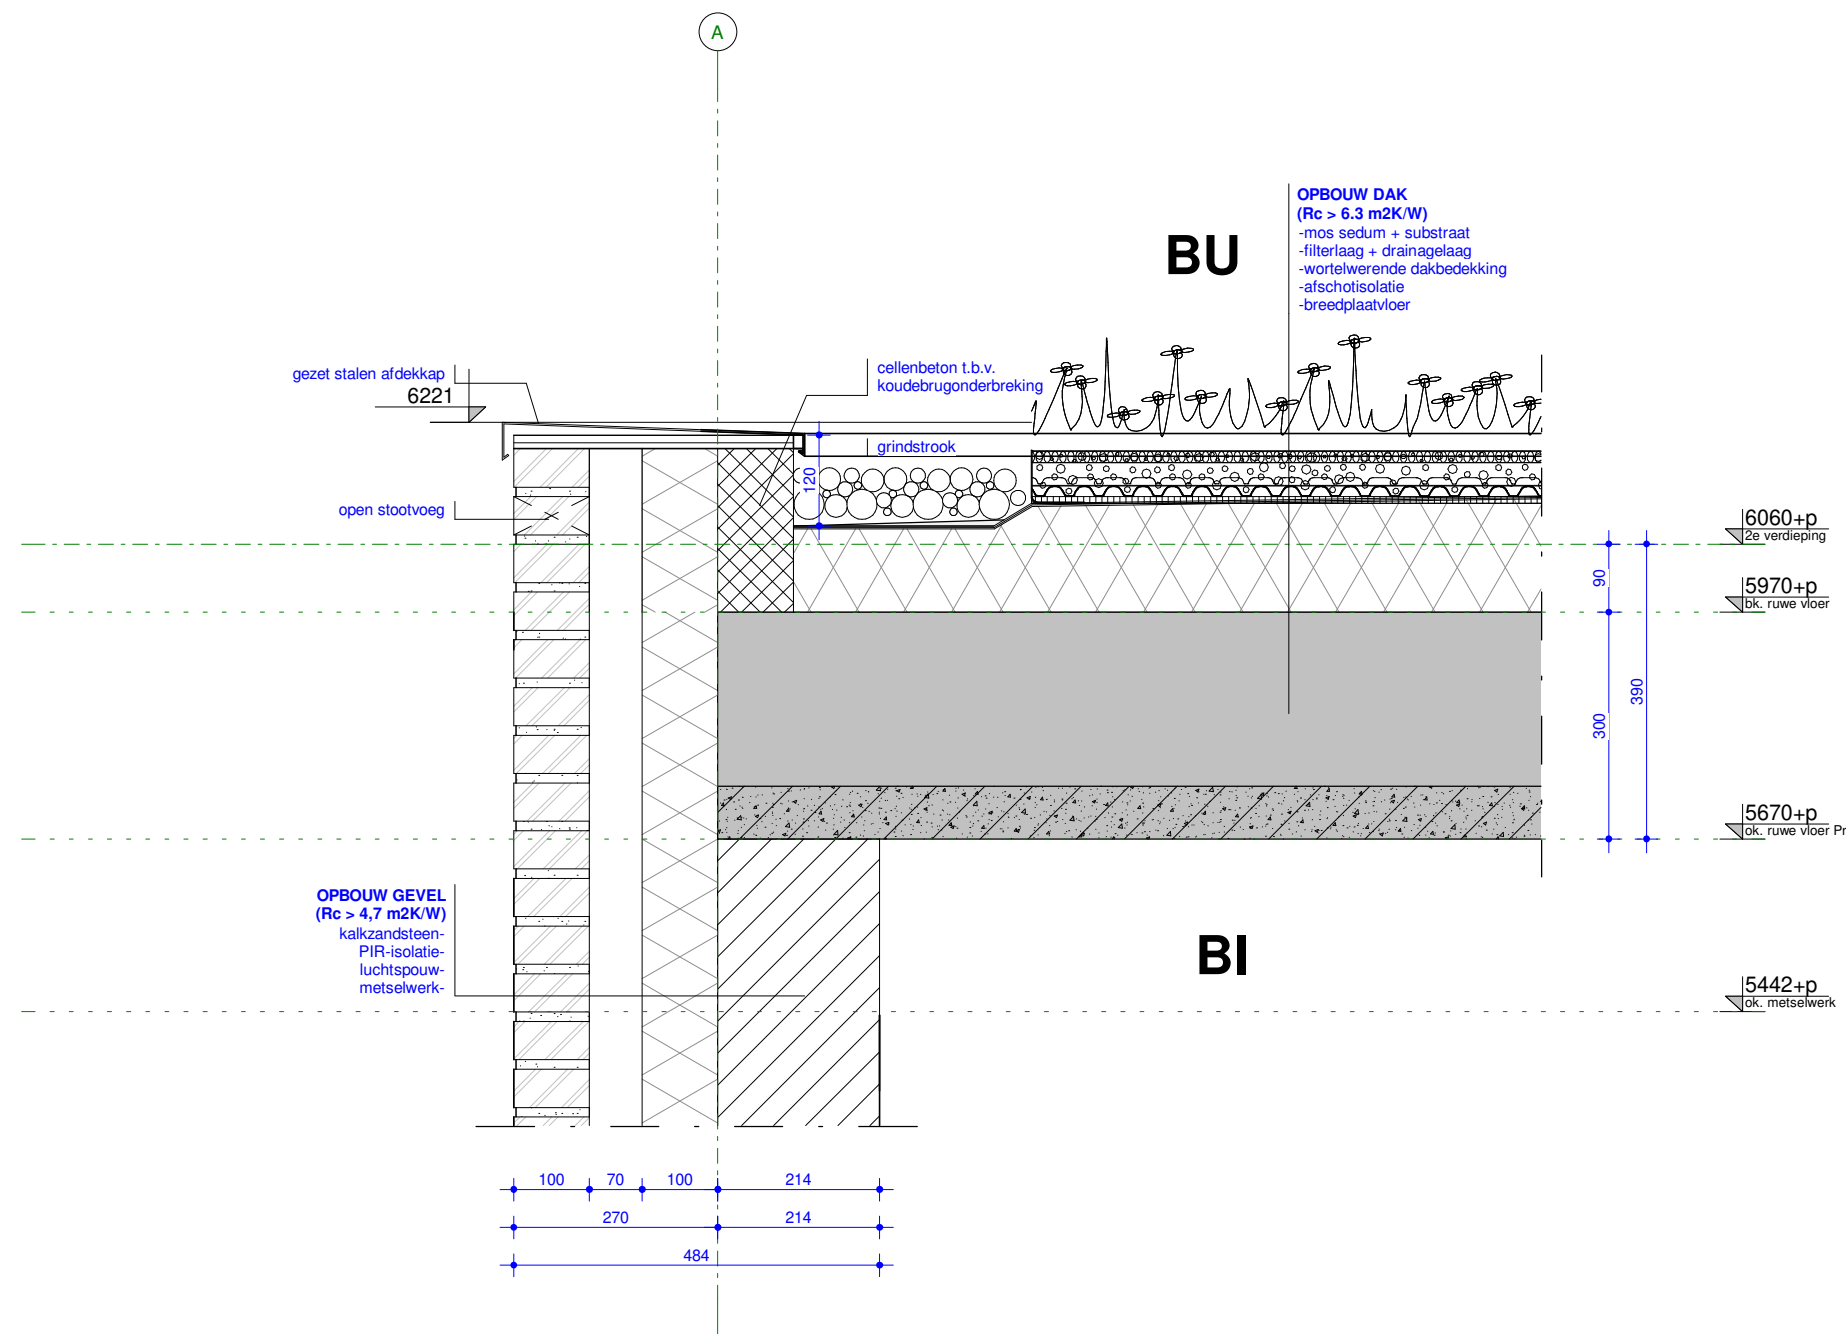 A
OPBOUW DAK
(Rc > 6.3 m2K/W)
-mos sedum + substraat
-filterlaag + drainagelaag
-wortelwerende dakbedekking
-afschotisolatie
-breedplaatvloer
BU
gezet stalen afdekkap
6221
cellenbeton t.b.v.
koudebrugonderbreking
grindstrook
120
open stootvoeg
6060+p
2e verdieping
90
5970+p
bk. ruwe vloer
390
300
5670+p
ok. ruwe vloer Pr
OPBOUW GEVEL
(Rc > 4,7 m2K/W)
kalkzandsteen-
PIR-isolatie-
luchtspouw-
metselwerk-
BI
5442+p
ok. metselwerk
100 70 100 214
270 214
484